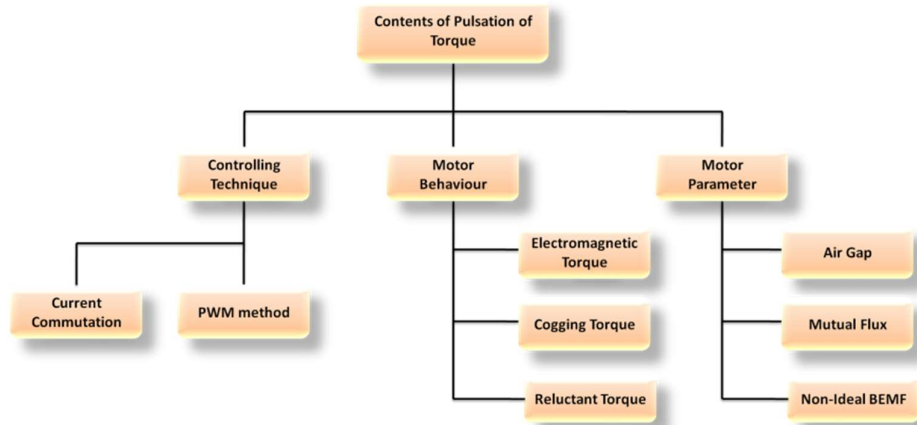 Contents of Pulsation of
Torque
Controlling
Technique
Motor
Behaviour
Motor
Parameter
Current
Commutation
PWM method
Electromagnetic
Torque
Cogging Torque
Reluctant Torque
Air Gap
Mutual Flux
Non-Ideal BEMF